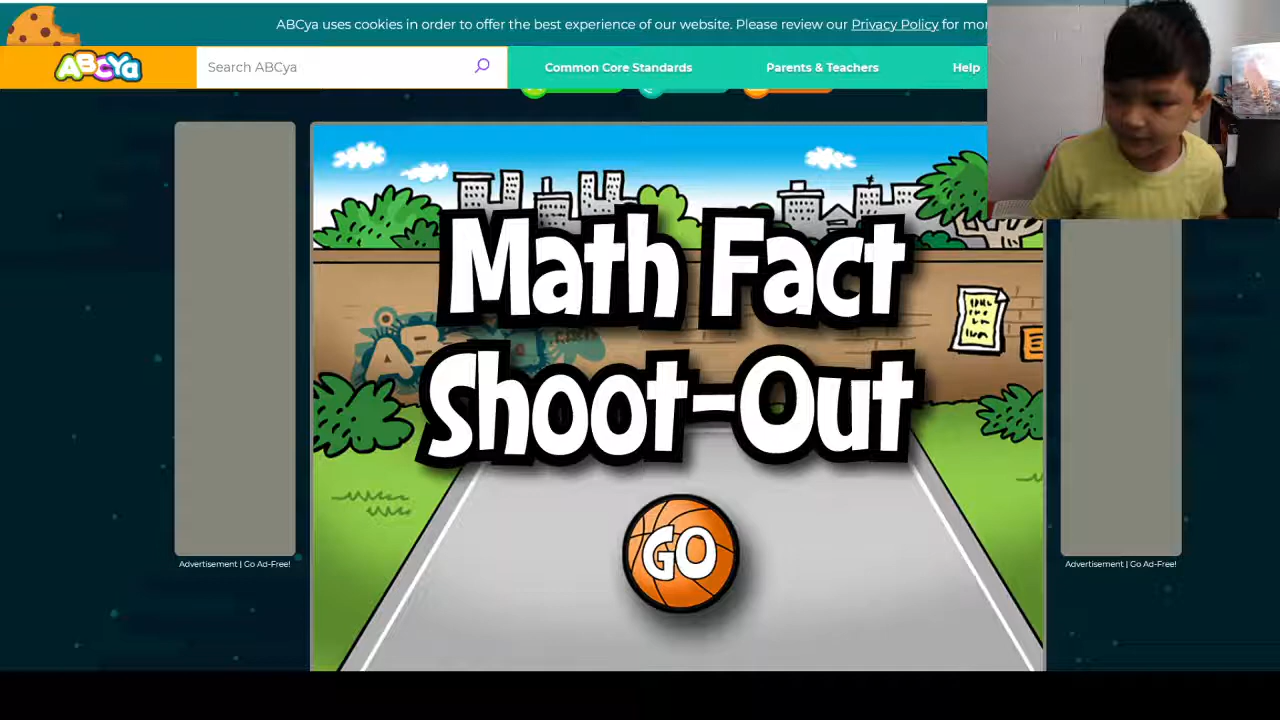 ABCya uses cookies in order to offer the best experience of our website. Please review our Privacy Policy for
ABCYa
Search ABCya
Common Core Standards
Parents & Teachers
Help
Math Fact
Shoot-Out
GO
Advertisement | Go Ad-Free!
Advertisement | Go Ad-Free!